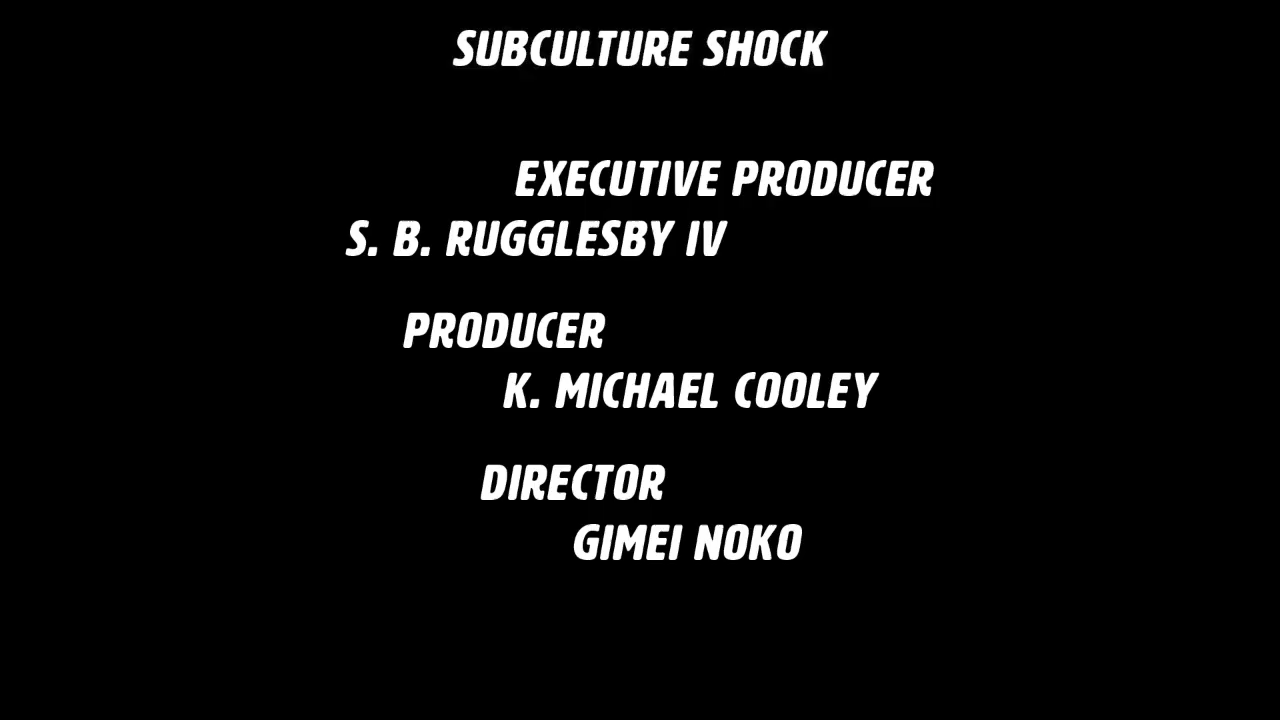 SUBCULTURE SHOCK
EXECUTIVE PRODUCER
S. B. RUGGLESBY IV
PRODUCER
K. MICHAEL COOLEY
DIRECTOR
GIMEI NOKO